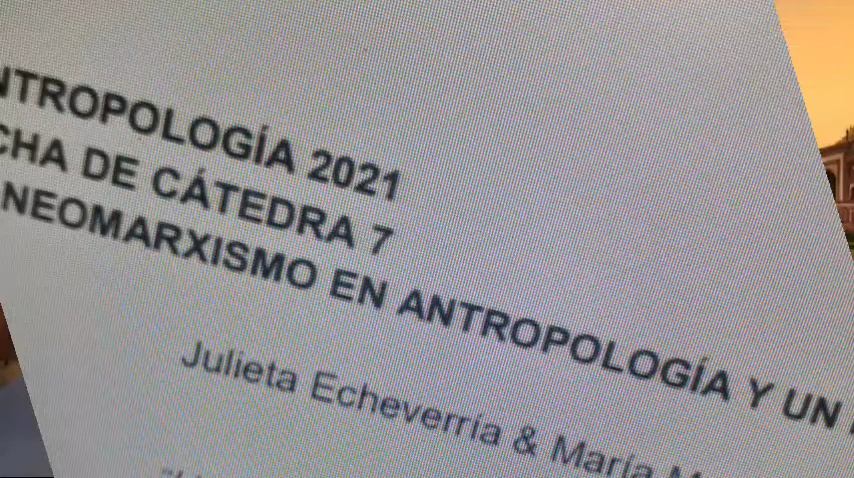 NTROPOLOGÍA 2021
CHA DE CÁTEDRA 7
NEOMARXISMO EN ANTROPOLOGÍA Y UN
Julieta Echeverría & María M